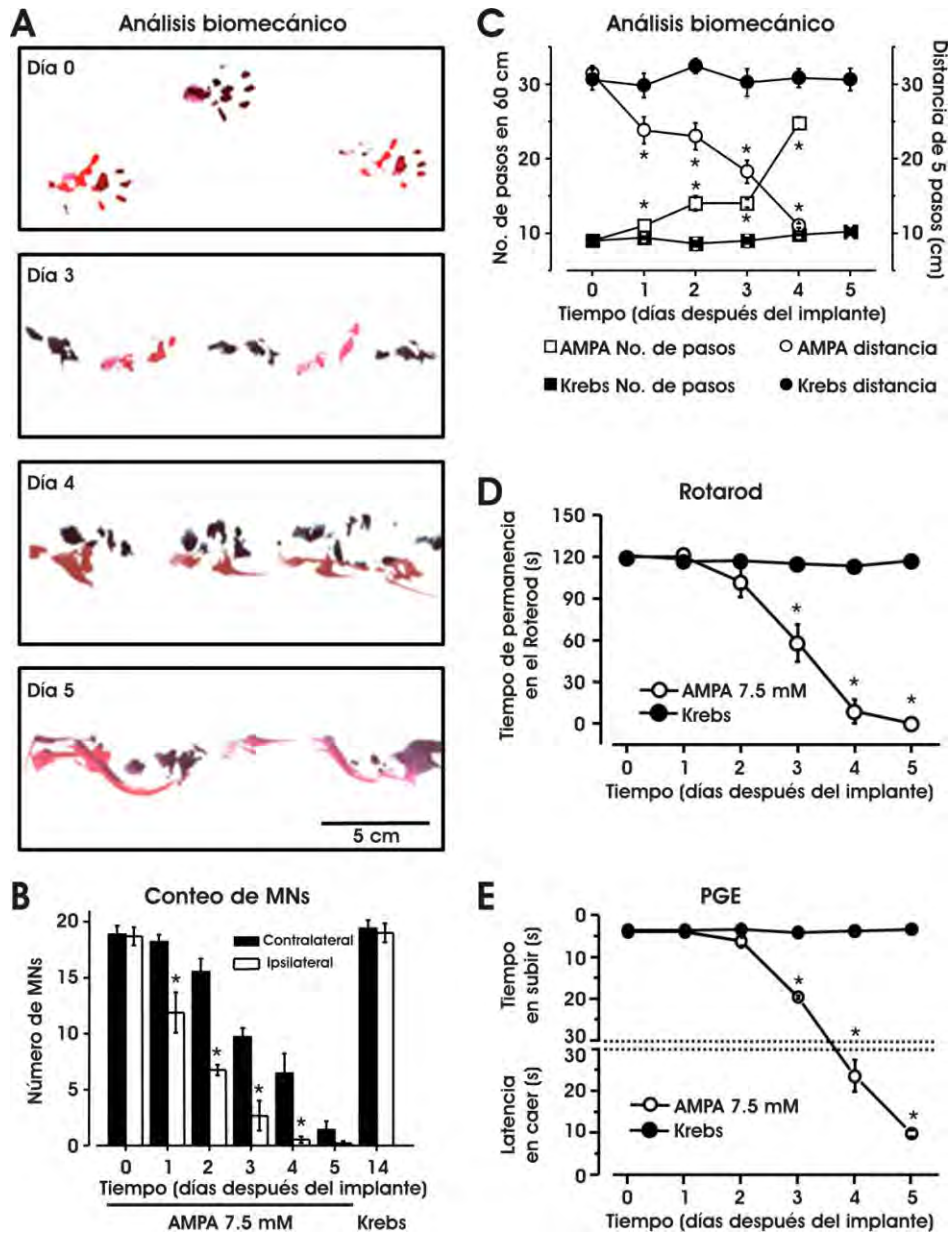 A
Análisis biomecánico
Día 0
Día 3
Día 4
Día 5
5 cm
B
Conteo de MNs
Número de MNs
20
15
10
5
0
Contralateral
Ipsilateral
* * * *
0 1 2 3 4 5 14
Tiempo (días después del implante)
AMPA 7.5 mM Krebs
C
Análisis biomecánico
No. de pasos en 60 cm
30
20
10
Distancia de 5 pasos (cm)
30
20
10
* * * * * * * *
0 1 2 3 4 5
Tiempo (días después del implante)
AMPA No. de pasos
AMPA distancia
Krebs No. de pasos
Krebs distancia
D
Rotarod
Tiempo de permanencia
en el Roterod (s)
150
120
90
60
30
0
* * *
AMPA 7.5 mM
Krebs
0 1 2 3 4 5
Tiempo (días después del implante)
E
PGE
Tiempo
en subir (s)
0
10
20
30
Latencia
en caer (s)
30
20
10
0
* * *
AMPA 7.5 mM
Krebs
0 1 2 3 4 5
Tiempo (días después del implante)